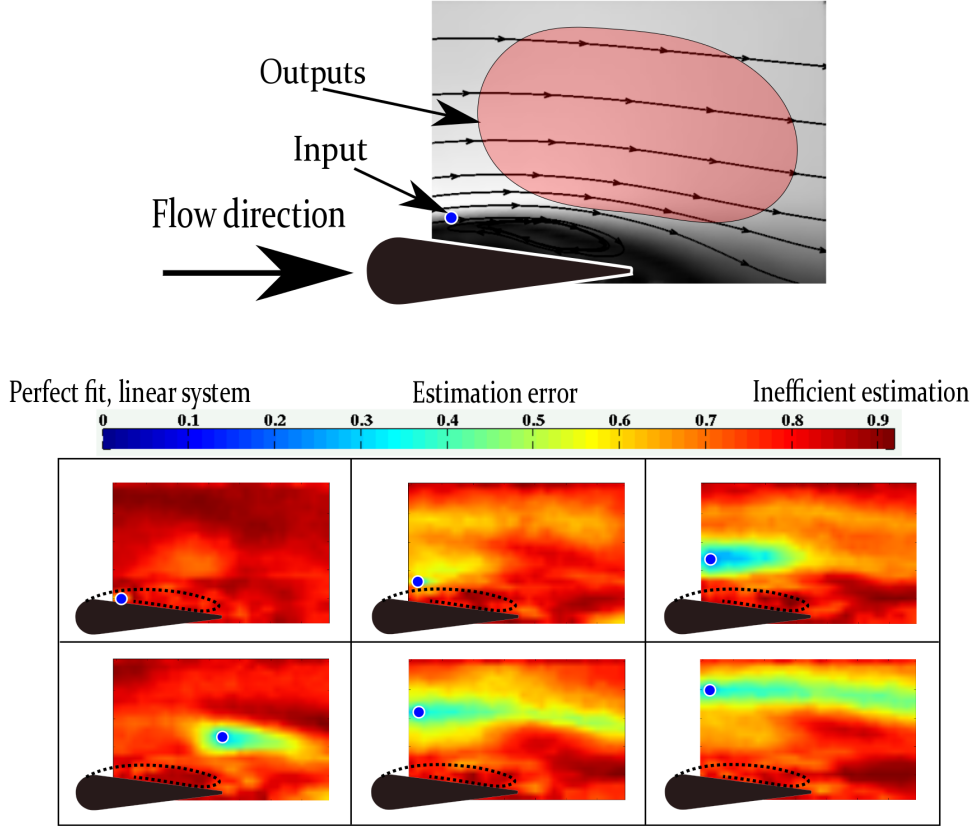 Outputs
Input
Flow direction
Perfect fit, linear system Estimation error Inefficient estimation
0 0.1 0.2 0.3 0.4 0.5 0.6 0.7 0.8 0.9